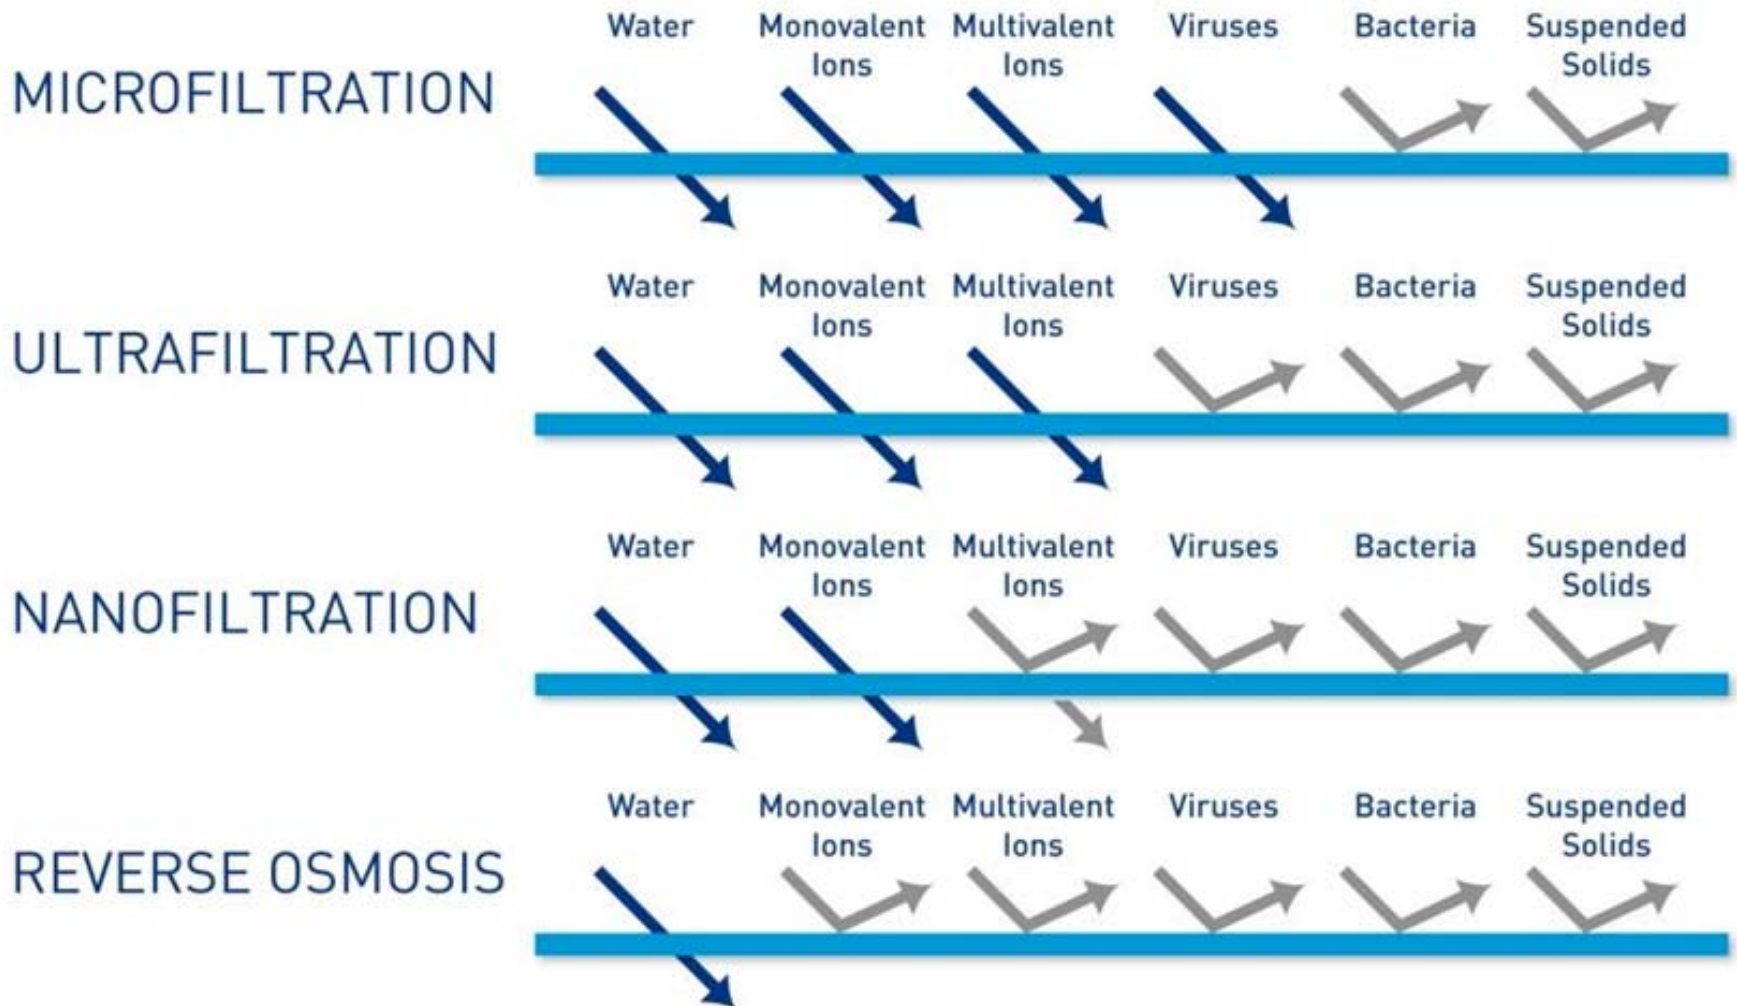 Water Monovalent Multivalent Viruses Bacteria Suspended
Ions Ions Solids
MICROFILTRATION
Water Monovalent Multivalent Viruses Bacteria Suspended
Ions Ions Solids
ULTRAFILTRATION
Water Monovalent Multivalent Viruses Bacteria Suspended
Ions Ions Solids
NANOFILTRATION
Water Monovalent Multivalent Viruses Bacteria Suspended
Ions Ions Solids
REVERSE OSMOSIS